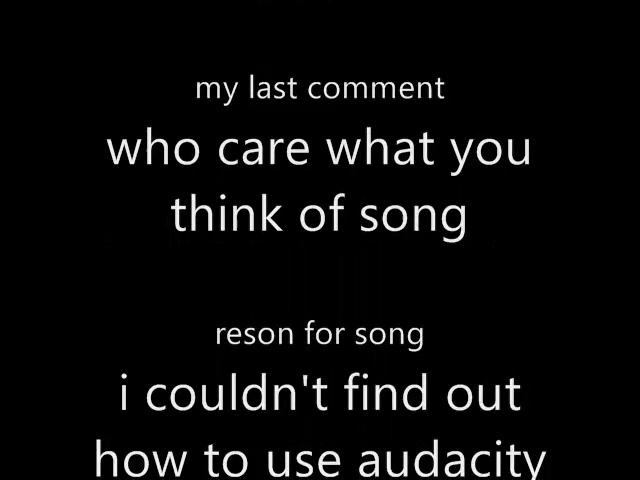 my last comment
who care what you
think of song
reson for song
i couldn't find out
how to use audacity